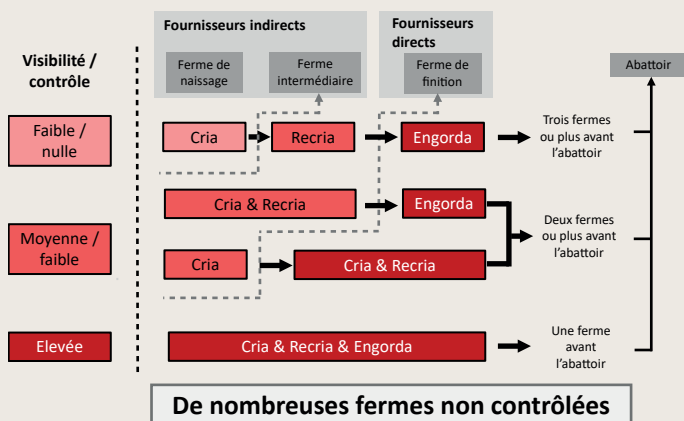 Visibilité /
contrôle
Fournisseurs indirects
Fournisseurs
directs
Ferme de
naissage
Ferme
intermédiaire
Ferme de
finition
Abattoir
Faible /
nulle
Cria
Recria
Engorda
Trois fermes
ou plus avant
l’abattoir
Cria & Recria
Engorda
Moyenne /
faible
Cria
Cria & Recria
Deux fermes
ou plus avant
l’abattoir
Elevée
Cria & Recria & Engorda
Une ferme
avant
l’abattoir
De nombreuses fermes non contrôlées